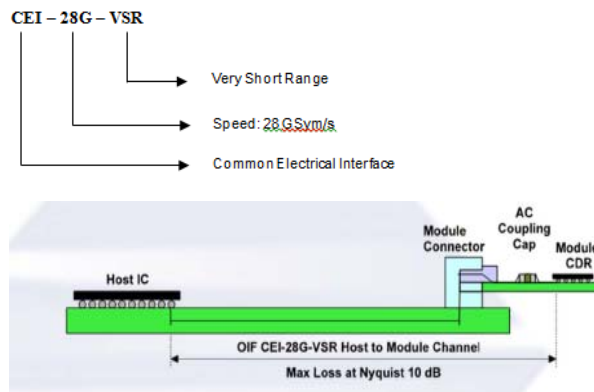 CEI – 28G – VSR
Very Short Range
Speed: 28 GSym/s
Common Electrical Interface
AC
Coupling
Cap
Module
Connector
Module
CDR
Host IC
OIF CEI-28G-VSR Host to Module Channel
Max Loss at Nyquist 10 dB